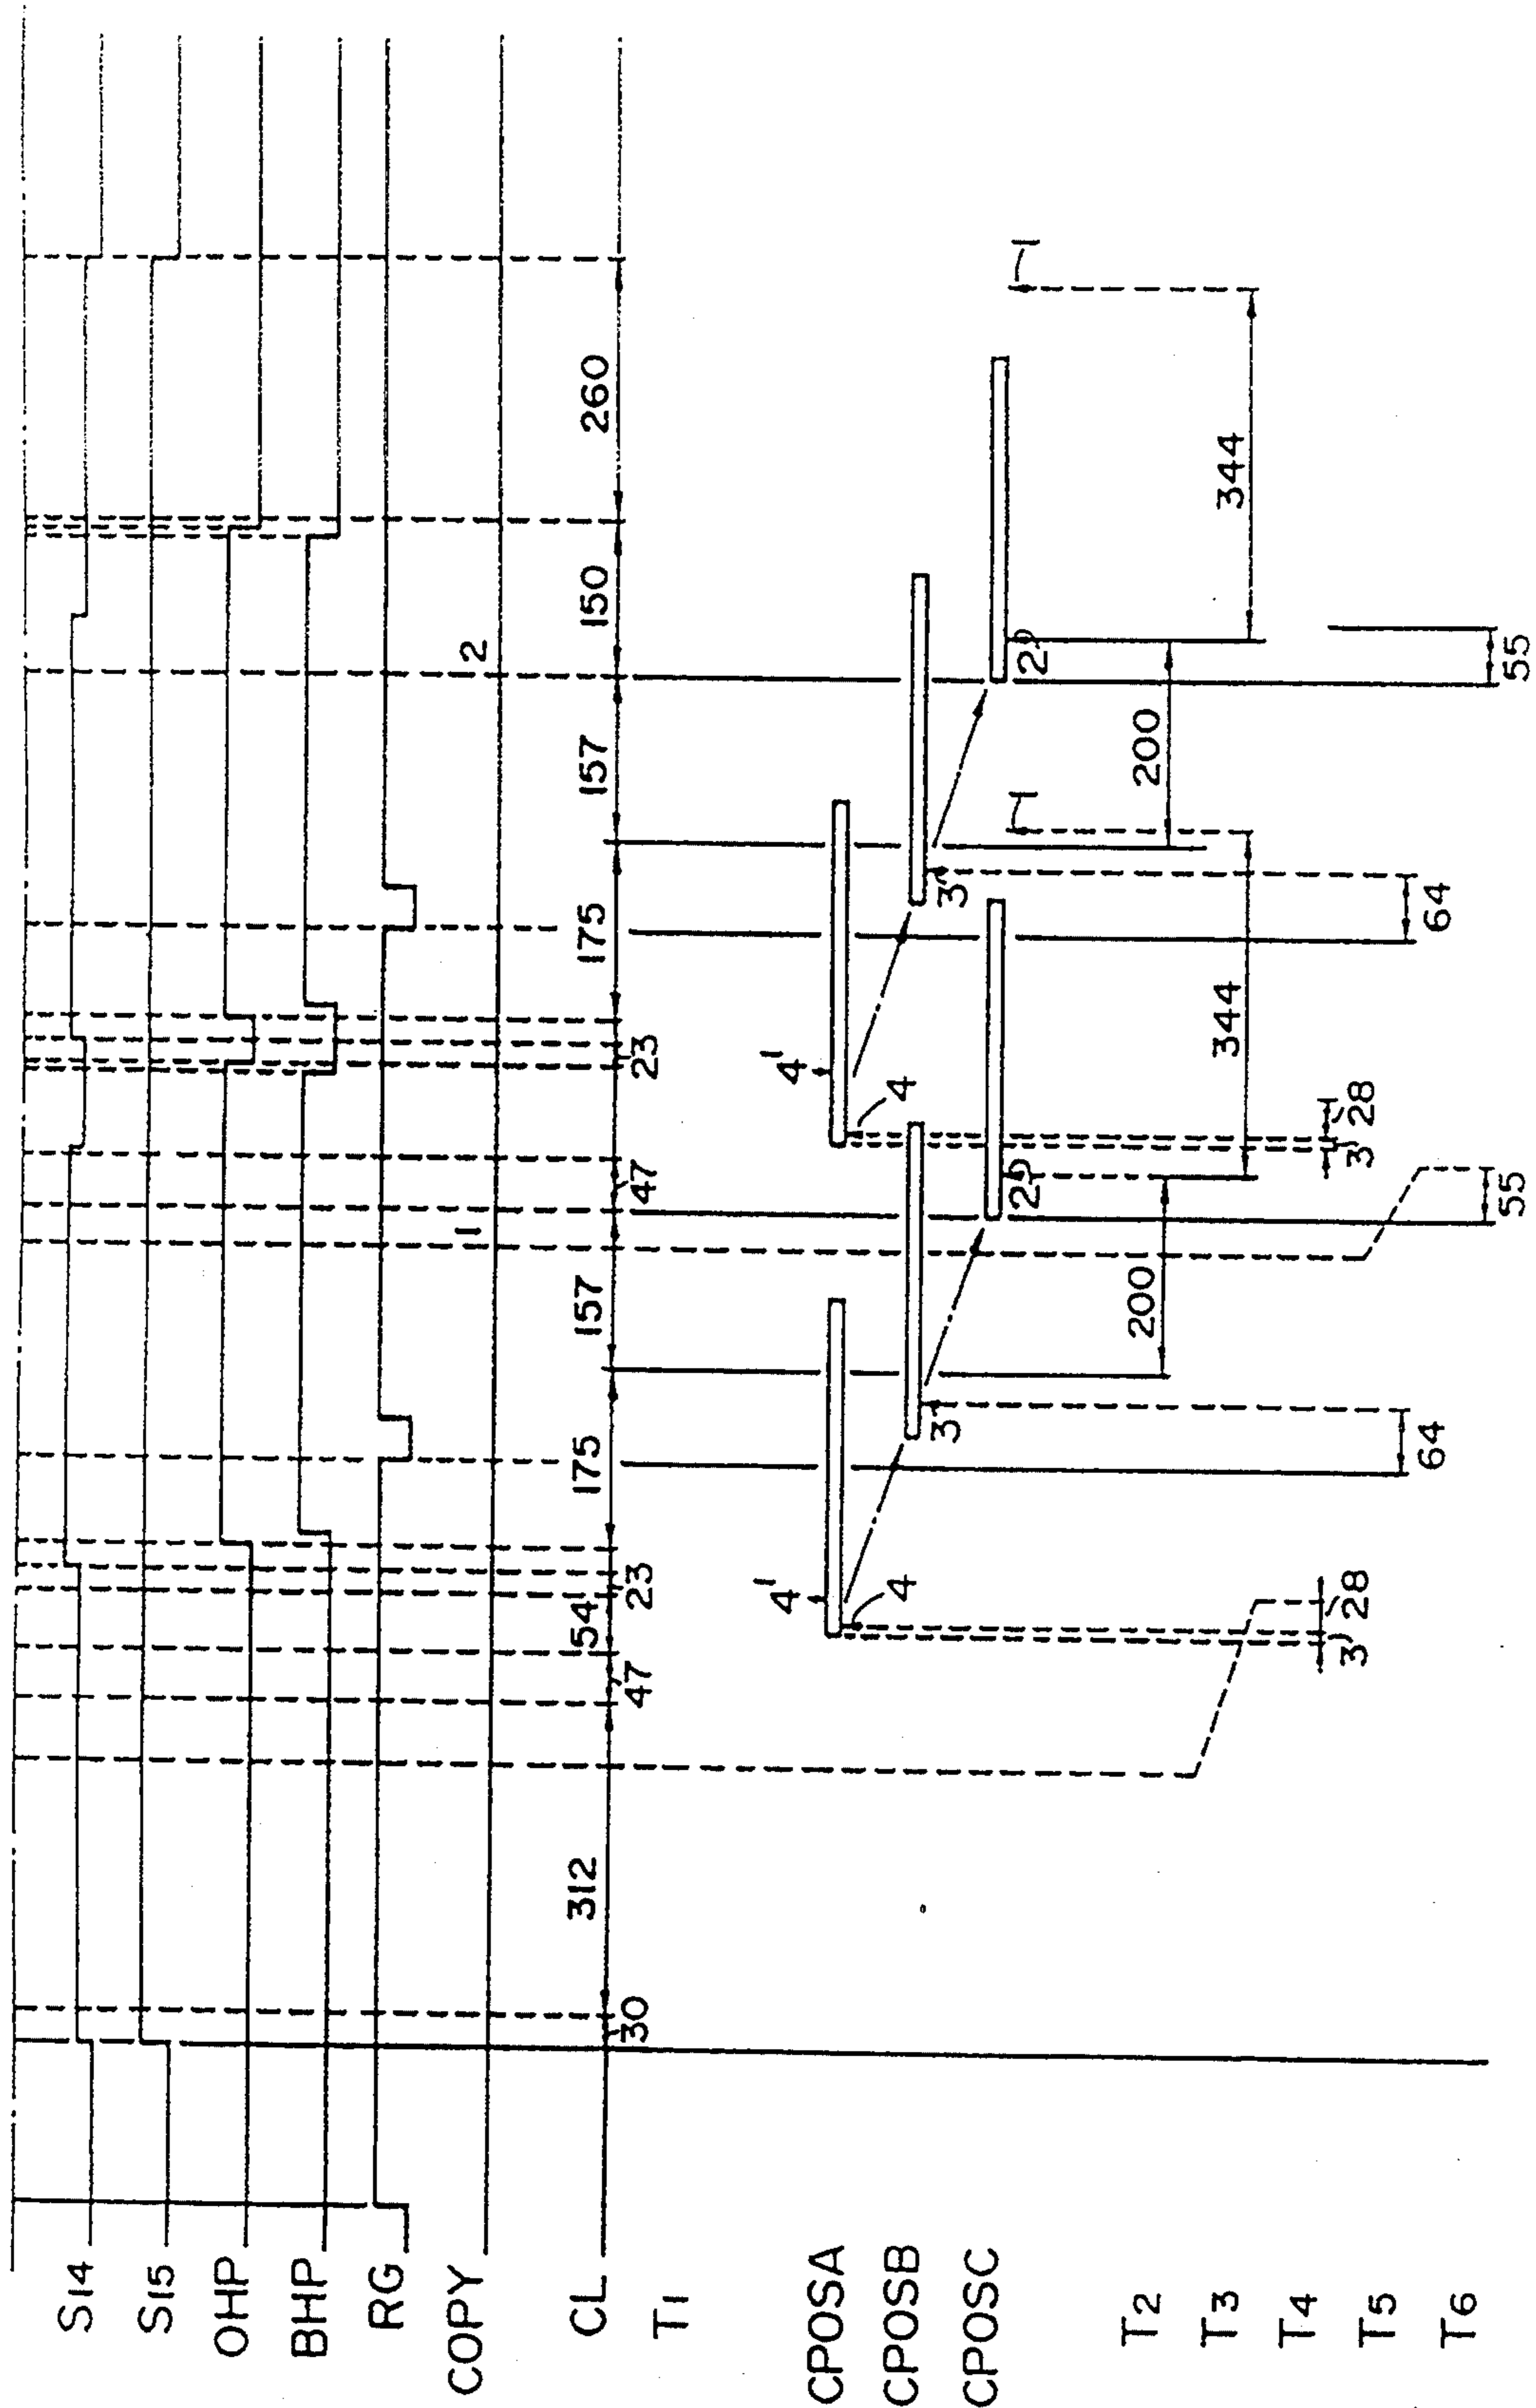 S14
S15
OHP
BHP
RG
COPY 1 2
CL 312 54 175 157 175 157 150 260
T1 30 47 23 47 23
CPOSA 4' 4 4' 4
CPOSB 3 3
CPOSC 2 1 2 1
T2 200 200
T3 344 344
T4 3 28 3 28
T5 64 64
T6 55 55